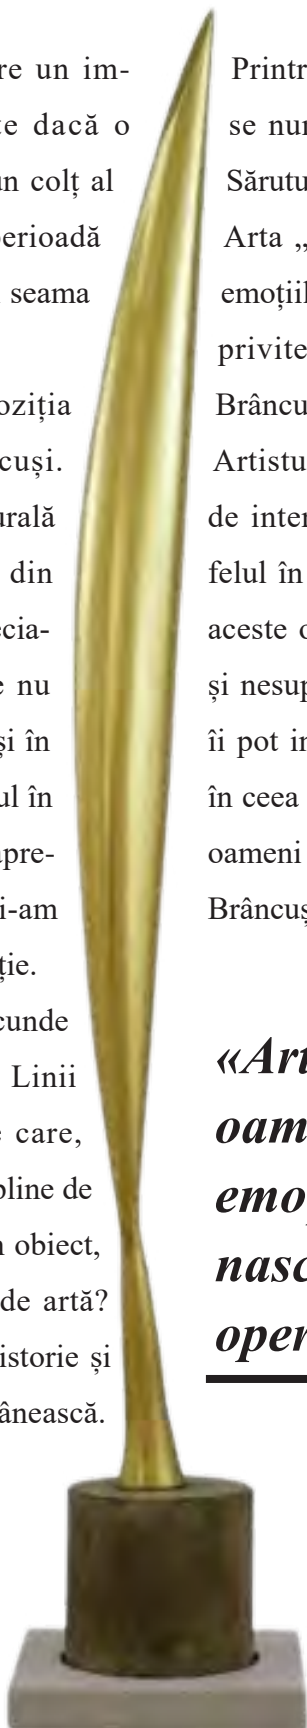 re un im-
te dacă o
un colț al
perioadă
seama
oziția
cuși.
urală
din
ecia-
e nu
și în
ul în
apre-
i-am
ție.
cunde
Linii
e care,
pline de
n obiect,
de artă?
istorie și
ânească.
Printr
se nur
Sărutu
Arta „
emoțiil
privite
Brâncu
Artistu
de inter
felul în
aceste o
și nesup
îi pot in
în ceea
oameni
Brâncuș
«Art
oam
emo
nasc
oper